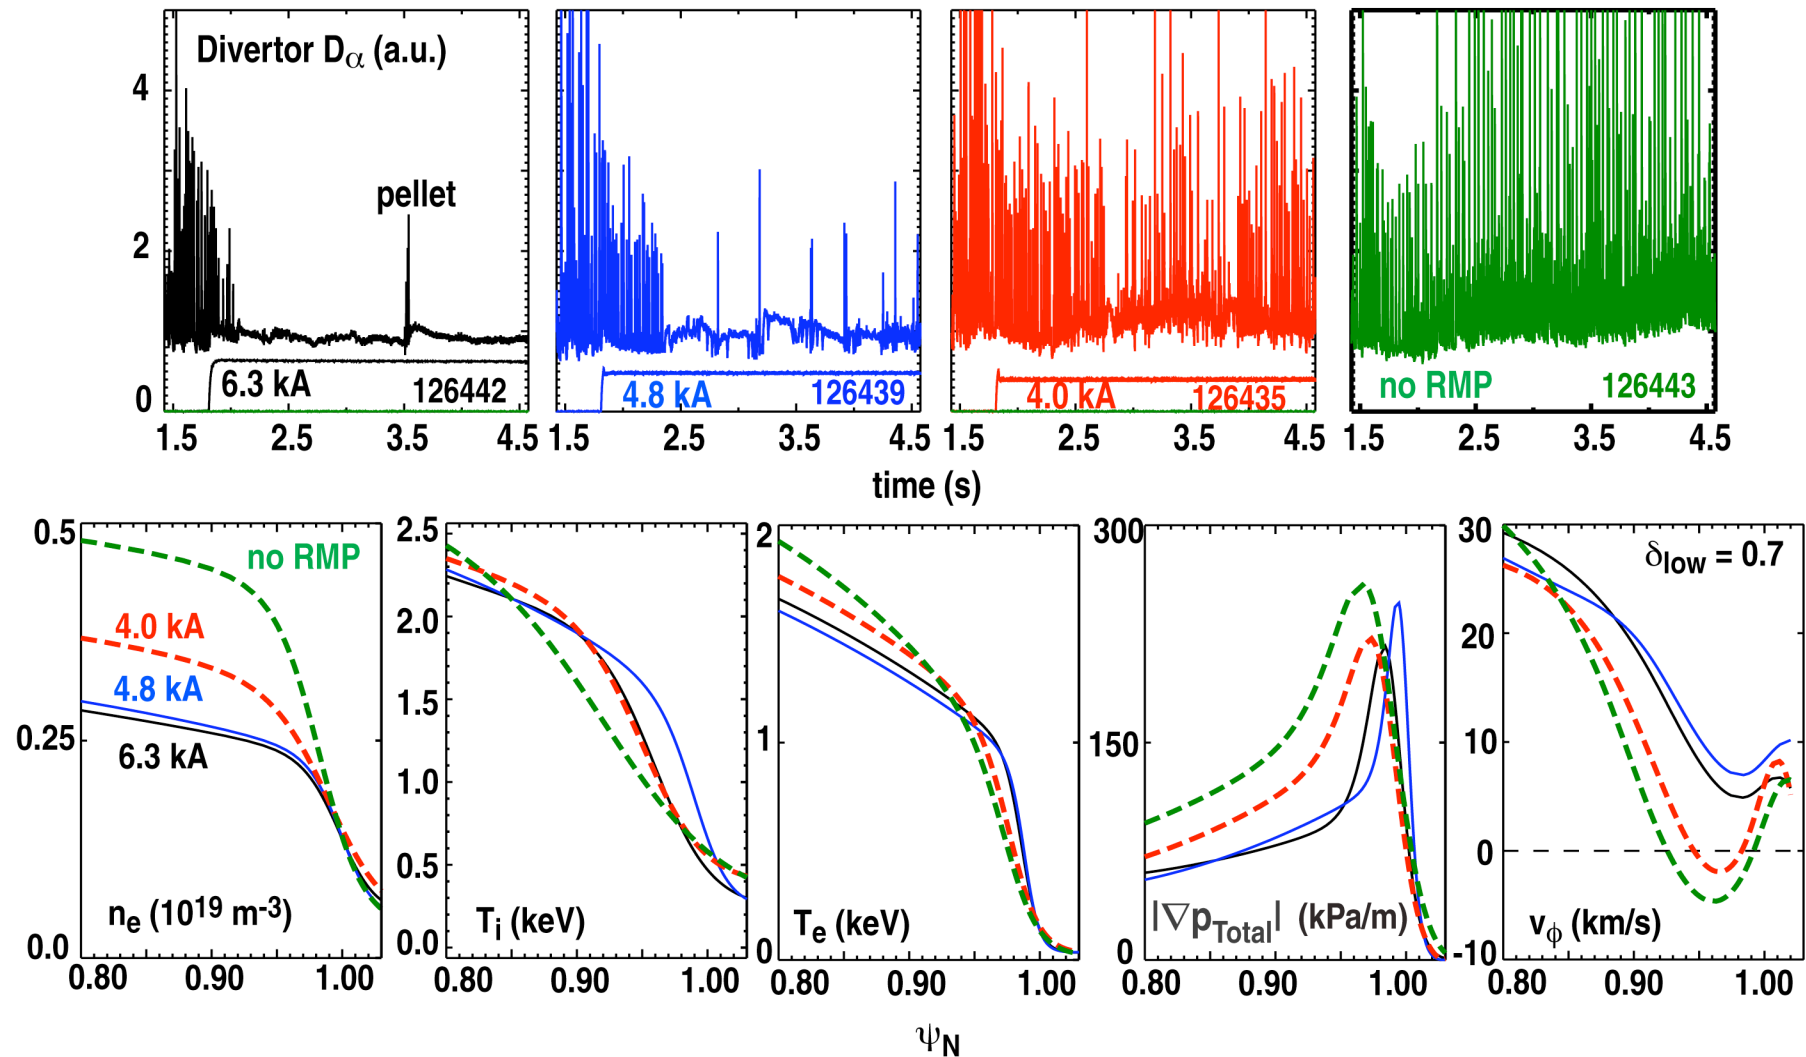 Divertor Dα (a.u.)
4
2
0
pellet
6.3 kA 126442
4.8 kA 126439
4.0 kA 126435
no RMP 126443
1.5 2.5 3.5 4.5 1.5 2.5 3.5 4.5 1.5 2.5 3.5 4.5 1.5 2.5 3.5 4.5
time (s)
0.5
0.25
0.0
no RMP
4.0 kA
4.8 kA
6.3 kA
ne (10^19 m^-3)
0.80 0.90 1.00
2.5
2.0
1.5
1.0
0.5
0.0
Ti (keV)
0.80 0.90 1.00
2
1
0
Te (keV)
0.80 0.90 1.00
300
150
0
|∇pTotal| (kPa/m)
0.80 0.90 1.00
30
20
10
0
-10
δlow = 0.7
vϕ (km/s)
0.80 0.90 1.00
ψN